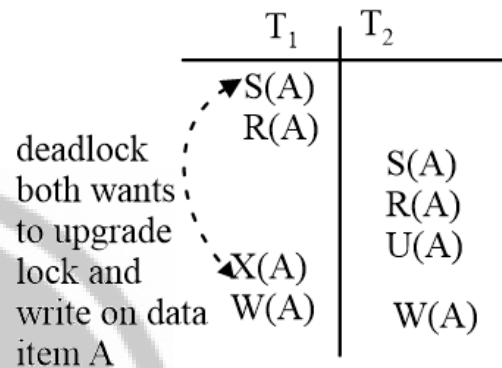 T₁ T₂
S(A)
R(A)
deadlock
both wants
to upgrade
lock and
write on data
item A
X(A)
W(A)
S(A)
R(A)
U(A)
W(A)